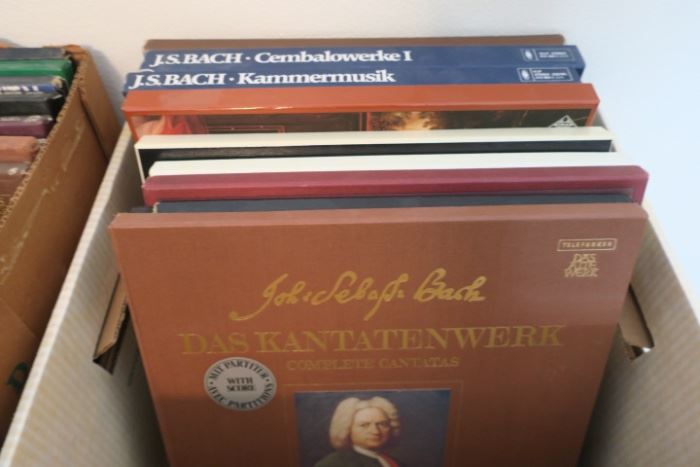 J.S. BACH · Cembalowerke I
J.S. BACH · Kammermusik
TELEFUNKEN
DAS
ALTE
WERK
Joh: Sebast: Bach
DAS KANTATENWERK
COMPLETE CANTATAS
MIT PARTITUR
WITH
SCORE
AVEC PARTITIONS